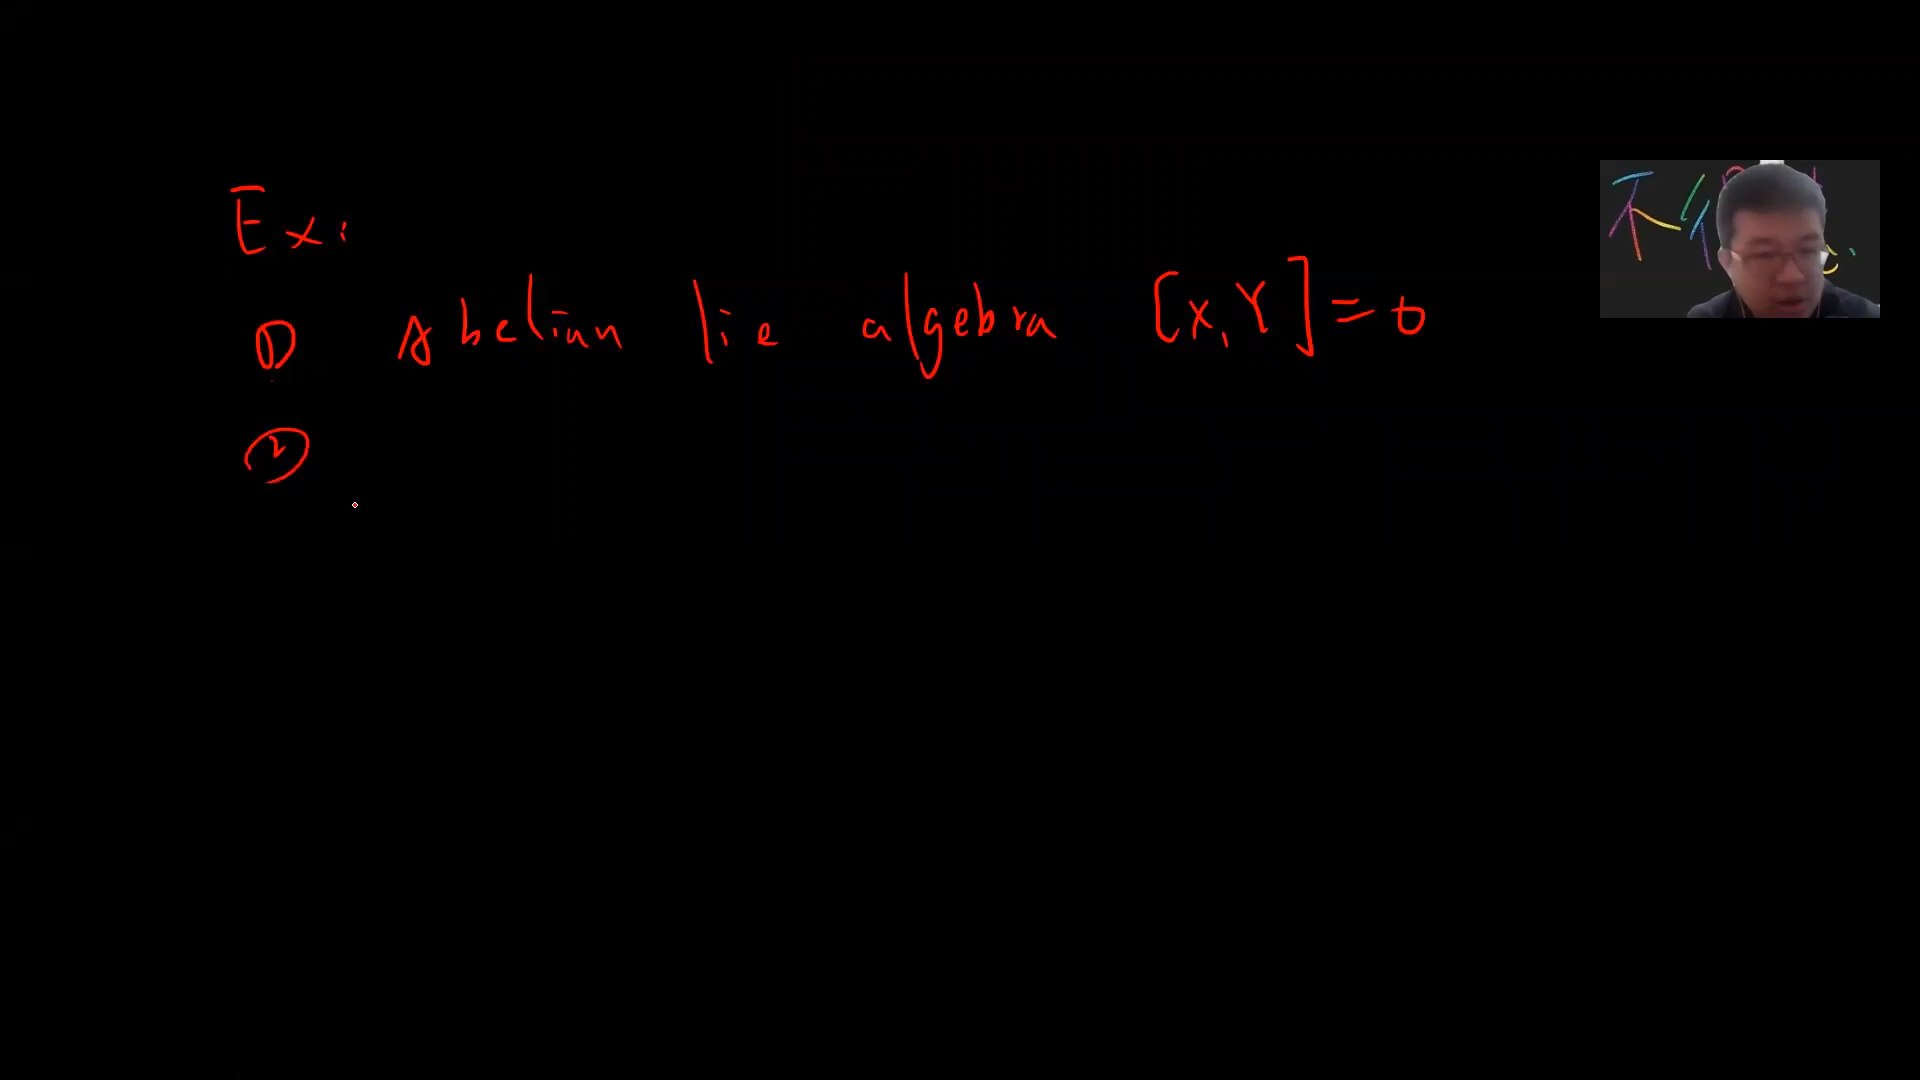 Ex:
① Abelian lie algebra [X,Y]=0
②